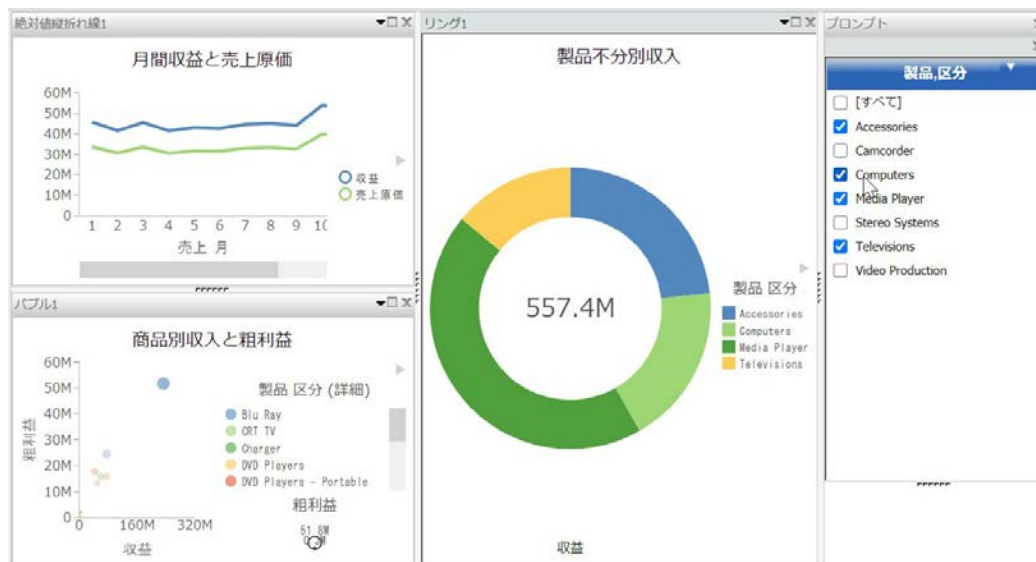 絶対値縦折れ線1
月間収益と売上原価
60M
50M
40M
30M
20M
10M
0
1 2 3 4 5 6 7 8 9 10
売上 月
収益
売上原価
バブル1
商品別収入と粗利益
粗利益
60M
50M
40M
30M
20M
10M
0
0 160M 320M
収益
製品 区分 (詳細)
Blu Ray
CRT TV
Charger
DVD Players
DVD Players - Portable
粗利益
51.8M
リング1
製品不分別収入
557.4M
製品 区分
Accessories
Computers
Media Player
Televisions
収益
プロンプト
製品,区分
[すべて]
Accessories
Camcorder
Computers
Media Player
Stereo Systems
Televisions
Video Production